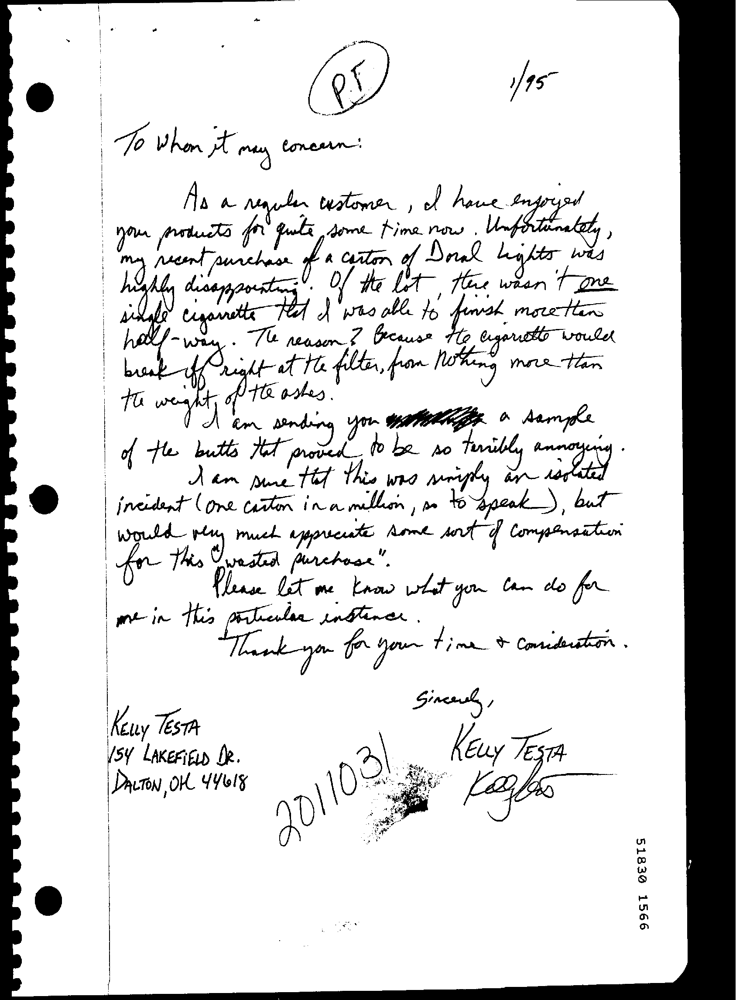 P.T
1/95
To whom it may concern:
As a regular customer, I have enjoyed
your products for quite some time now. Unfortunately,
my recent purchase of a carton of Doral Lights was
highly disappointing. Of the lot, there wasn't one
single cigarrette that I was able to finish more than
half-way. The reason? Because the cigarrette would
break off right at the filter, from nothing more than
the weight of the ashes.
I am sending you a sample
of the butts that proved to be so terribly annoying.
I am sure that this was simply an isolated
incident (one carton in a million, so to speak), but
would very much appreciate some sort of compensation
for this "wasted purchase".
Please let me know what you can do for
me in this particular instance.
Thank you for your time & consideration.
Sincerely,
KELLY TESTA
154 LAKEFIELD DR.
DALTON, OH 44618
KELLY TESTA
2011031
51830 1566